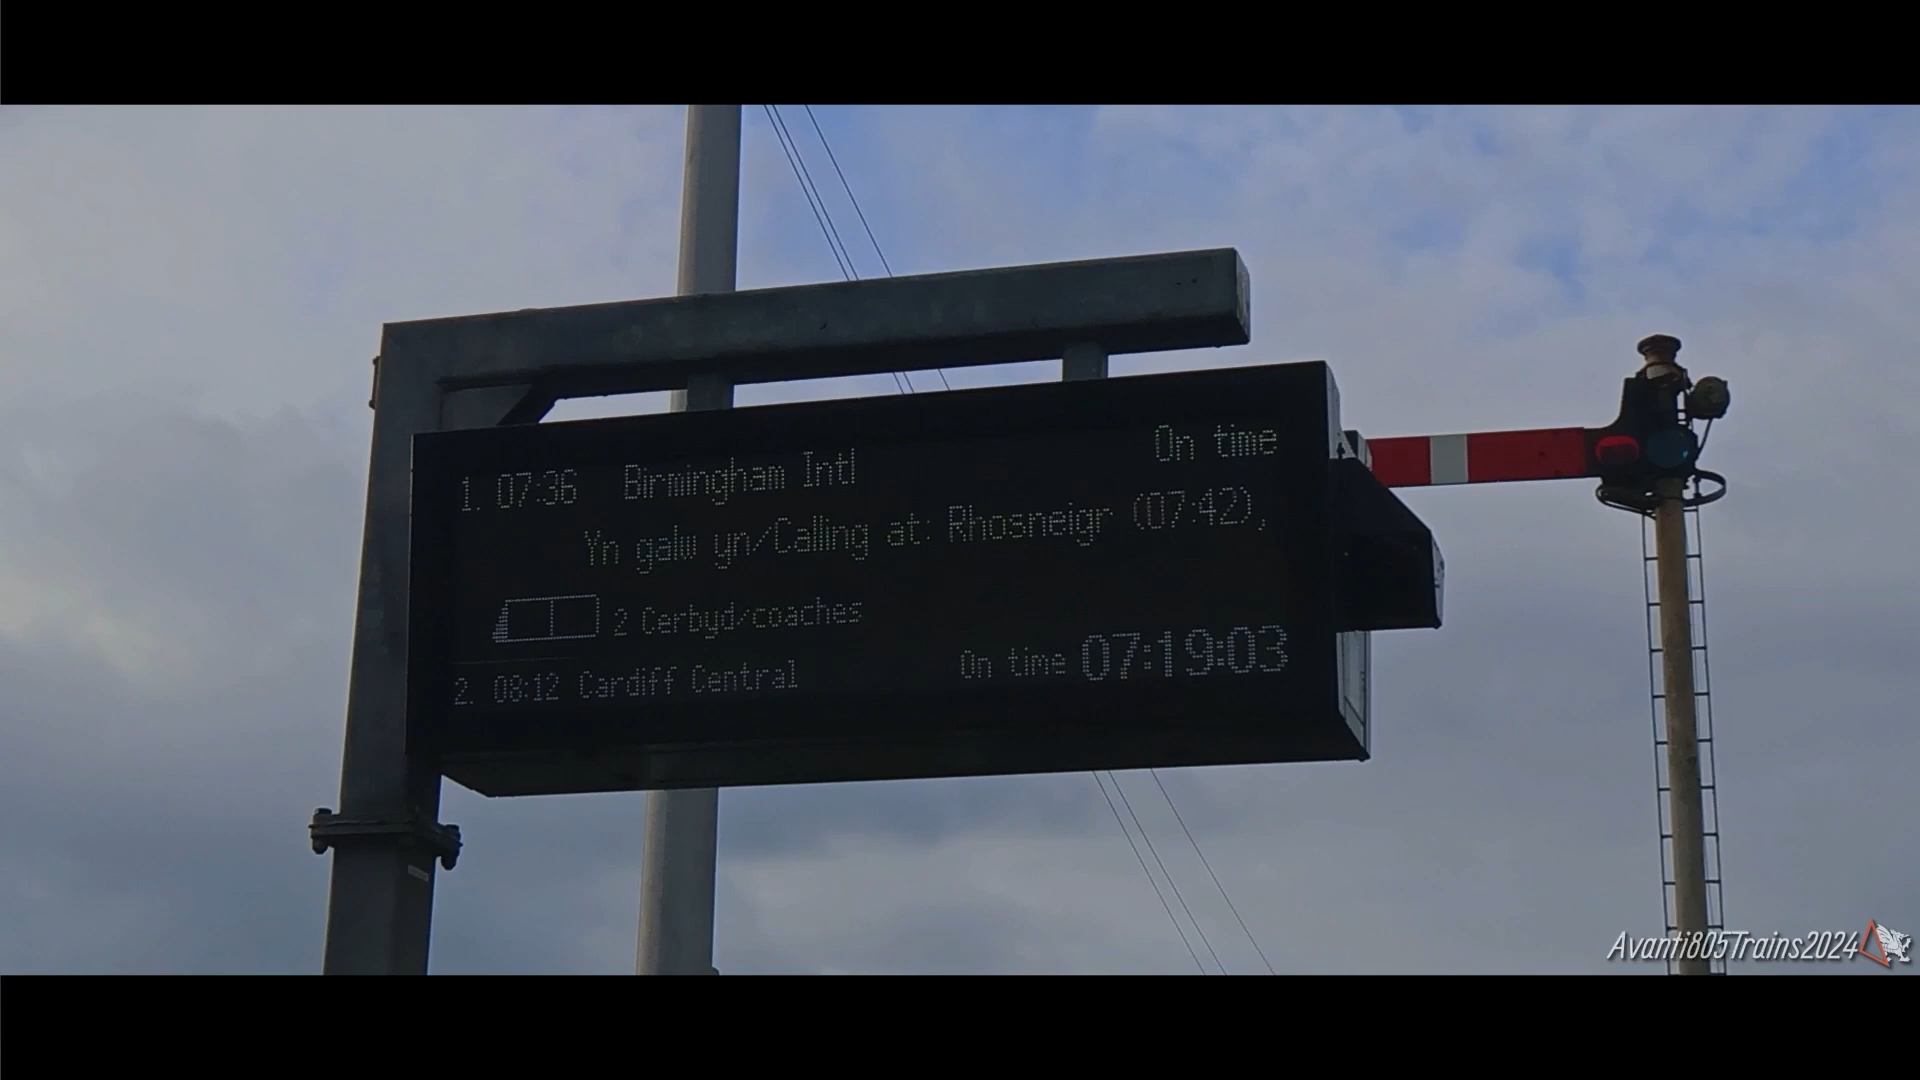 1. 07:36 Birmingham Intl On time
Yn galw yn/Calling at: Rhosneigr (07:42),
2 Cerbyd/coaches
2. 08:12 Cardiff Central On time 07:19:03
Avanti805Trains2024